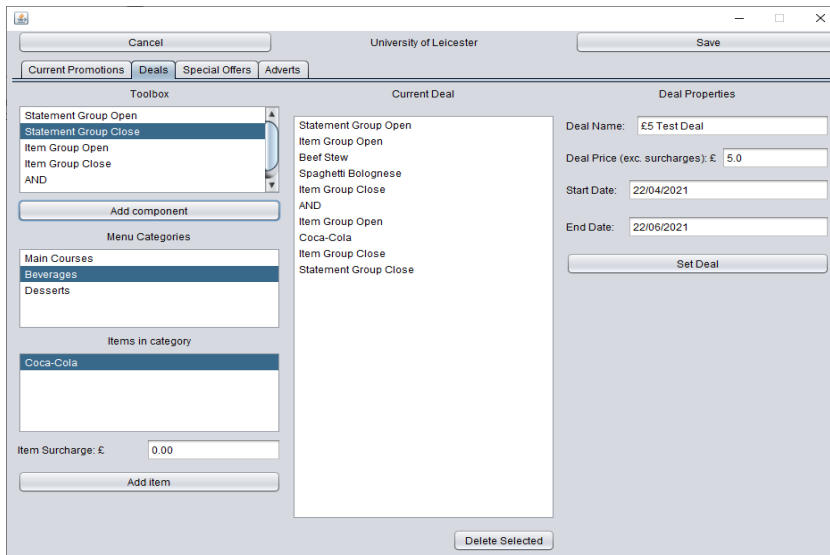 Cancel
University of Leicester
Save
Current Promotions
Deals
Special Offers
Adverts
Toolbox
Statement Group Open
Statement Group Close
Item Group Open
Item Group Close
AND
Add component
Menu Categories
Main Courses
Beverages
Desserts
Items in category
Coca-Cola
Item Surcharge: £ 0.00
Add item
Current Deal
Statement Group Open
Item Group Open
Beef Stew
Spaghetti Bolognese
Item Group Close
AND
Item Group Open
Coca-Cola
Item Group Close
Statement Group Close
Delete Selected
Deal Properties
Deal Name: £5 Test Deal
Deal Price (exc. surcharges): £ 5.0
Start Date: 22/04/2021
End Date: 22/06/2021
Set Deal